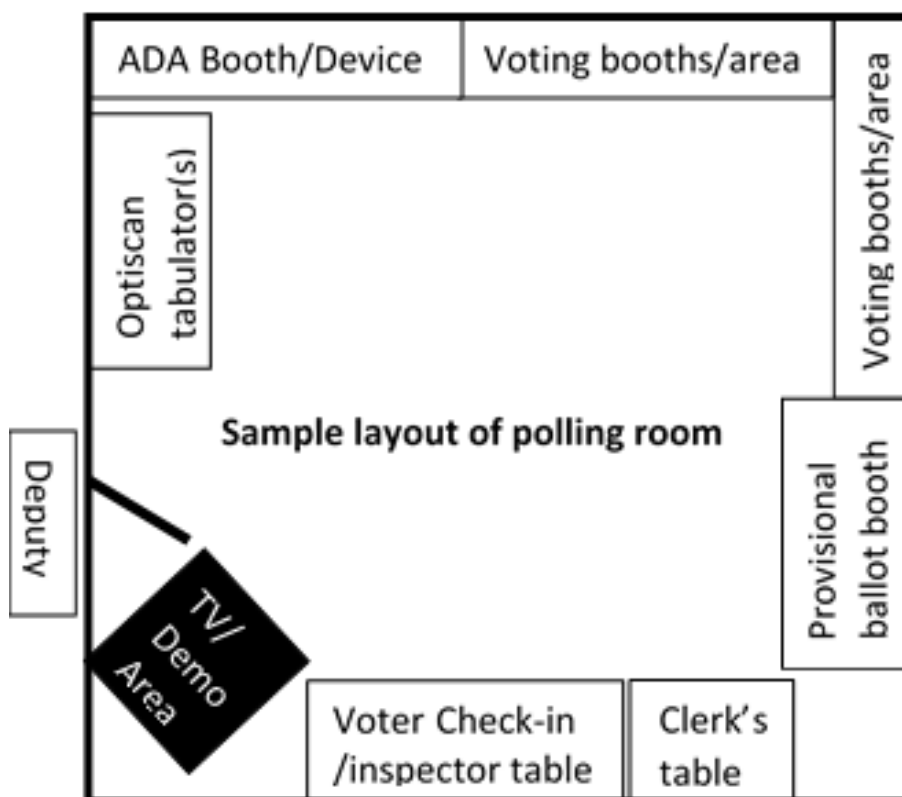 ADA Booth/Device
Voting booths/area
Voting booths/area
Optiscan
tabulator(s)
Sample layout of polling room
Deputy
Provisional
ballot booth
TV/
Demo
Area
Voter Check-in
/inspector table
Clerk’s
table